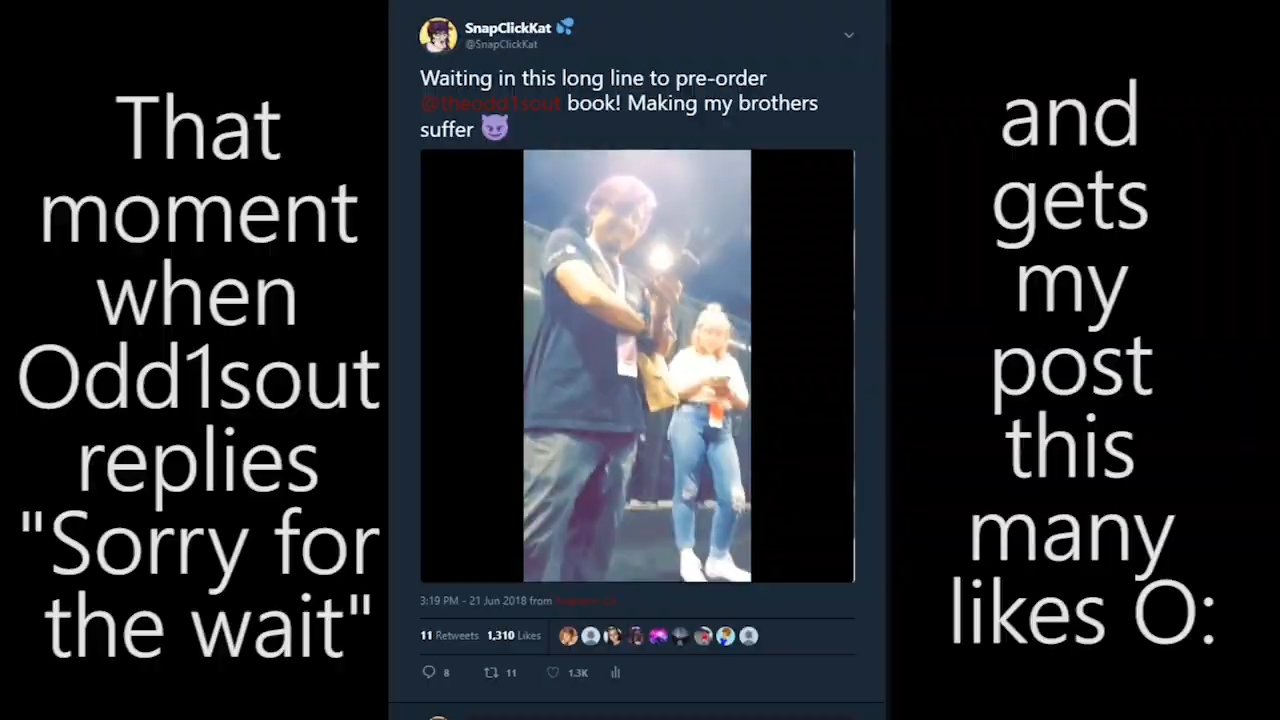 That
moment
when
Odd1sout
replies
"Sorry for
the wait"
SnapClickKat
@SnapClickKat
Waiting in this long line to pre-order
@theodd1sout book! Making my brothers
suffer
3:19 PM - 21 Jun 2018 from
11 Retweets 1,310 Likes
8 11 1.3K
and
gets
my
post
this
many
likes O: